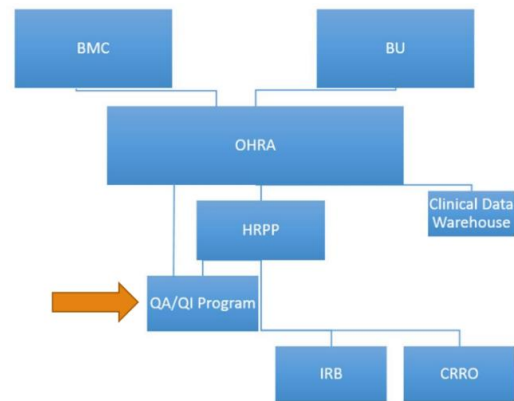 BMC
BU
OHRA
Clinical Data
Warehouse
HRPP
QA/QI Program
IRB
CRRO